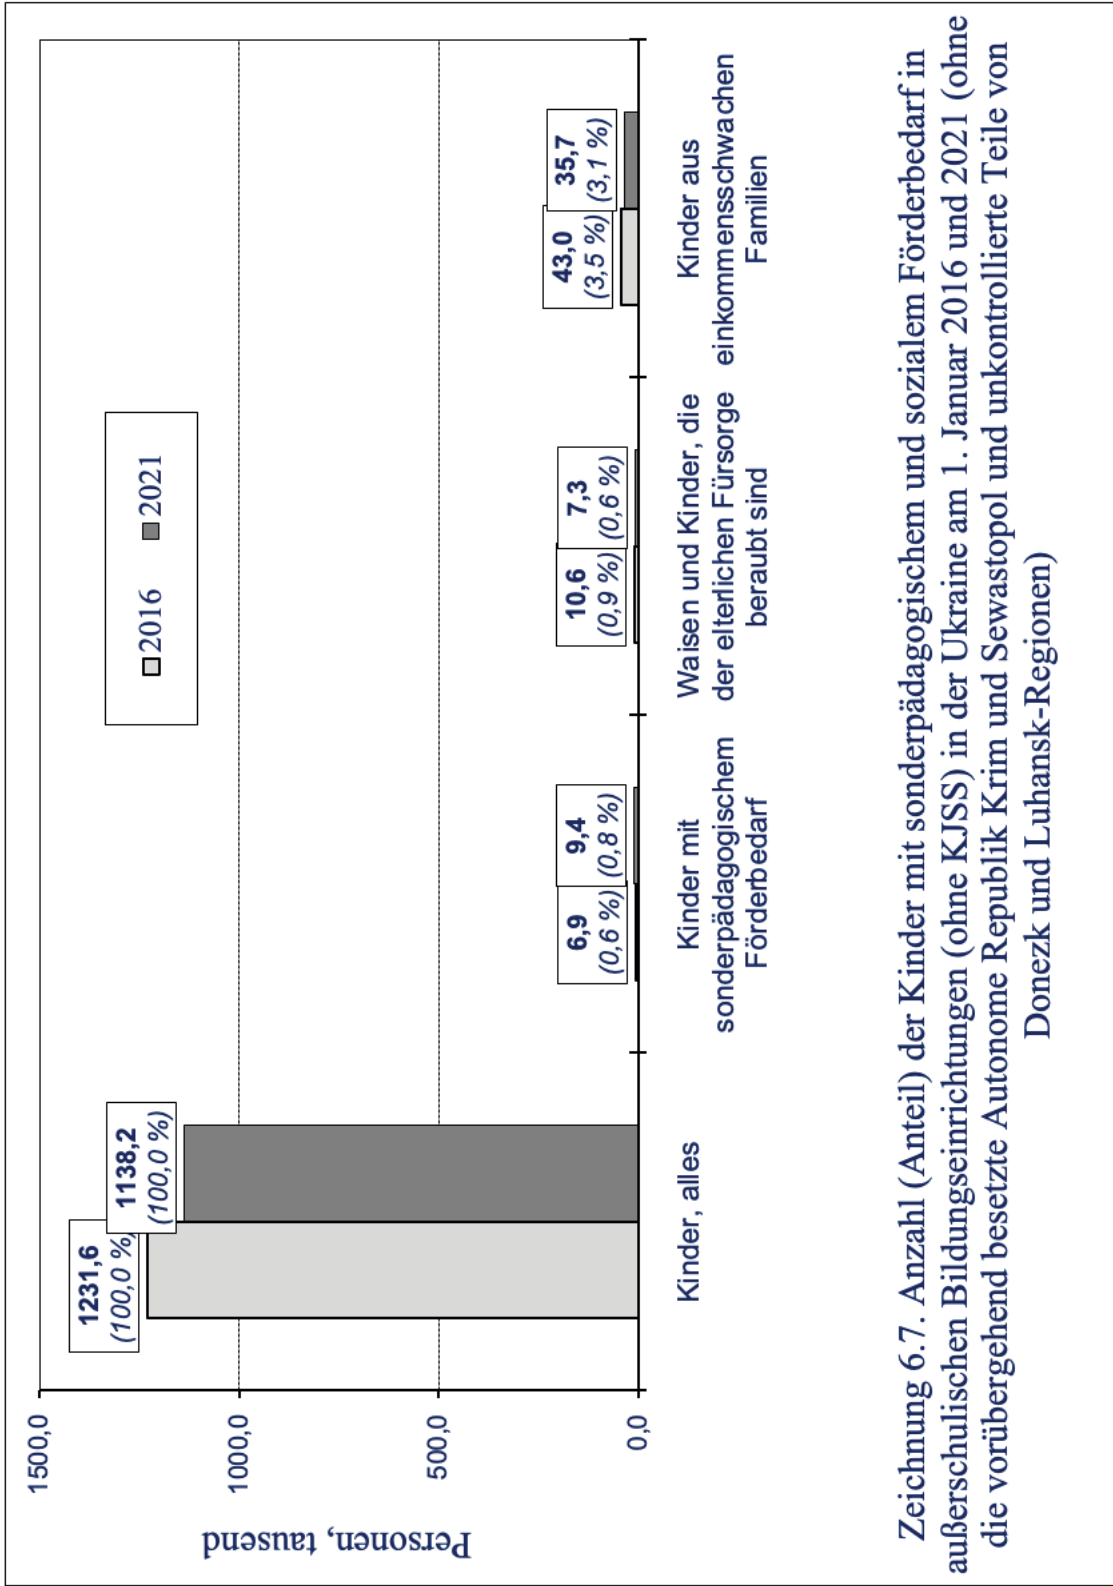 Personen, tausend
1500,0
1000,0
500,0
0,0
2016
2021
1231,6
(100,0 %)
1138,2
(100,0 %)
6,9
(0,6 %)
9,4
(0,8 %)
10,6
(0,9 %)
7,3
(0,6 %)
43,0
(3,5 %)
35,7
(3,1 %)
Kinder, alles
Kinder mit
sonderpädagogischem
Förderbedarf
Waisen und Kinder, die
der elterlichen Fürsorge
beraubt sind
Kinder aus
einkommensschwachen
Familien
Zeichnung 6.7. Anzahl (Anteil) der Kinder mit sonderpädagogischem und sozialem Förderbedarf in
außerschulischen Bildungseinrichtungen (ohne KJSS) in der Ukraine am 1. Januar 2016 und 2021 (ohne
die vorübergehend besetzte Autonome Republik Krim und Sewastopol und unkontrollierte Teile von
Donezk und Luhansk-Regionen)